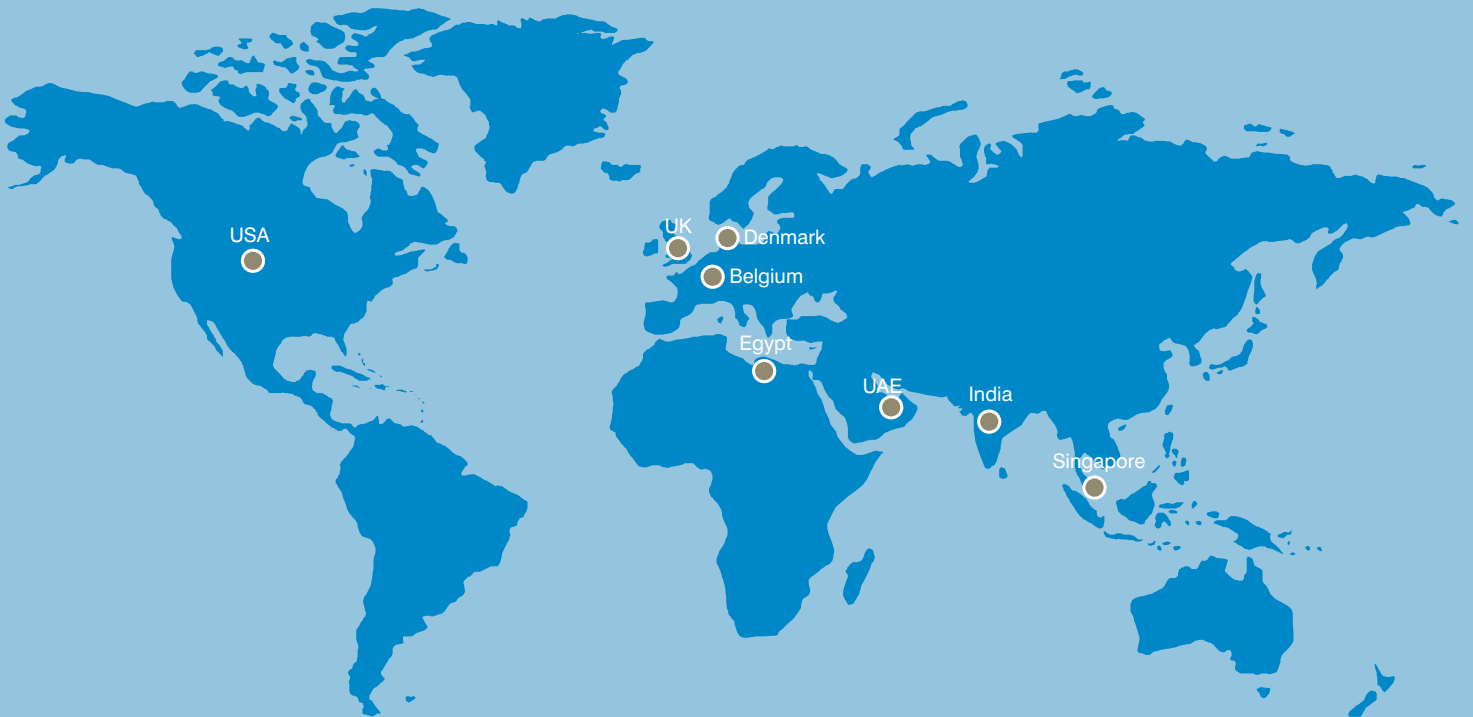 USA
UK
Denmark
Belgium
Egypt
UAE
India
Singapore